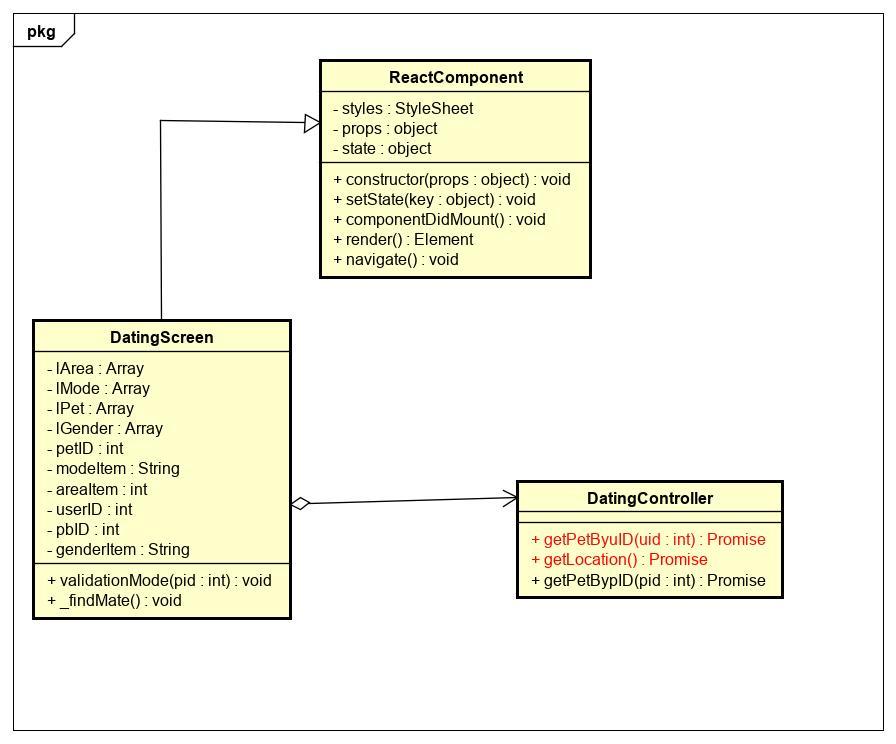 pkg
ReactComponent
- styles : StyleSheet
- props : object
- state : object
+ constructor(props : object) : void
+ setState(key : object) : void
+ componentDidMount() : void
+ render() : Element
+ navigate() : void
DatingScreen
- lArea : Array
- lMode : Array
- lPet : Array
- lGender : Array
- petID : int
- modeItem : String
- areaItem : int
- userID : int
- pbID : int
- genderItem : String
+ validationMode(pid : int) : void
+ _findMate() : void
DatingController
+ getPetByuID(uid : int) : Promise
+ getLocation() : Promise
+ getPetBypID(pid : int) : Promise